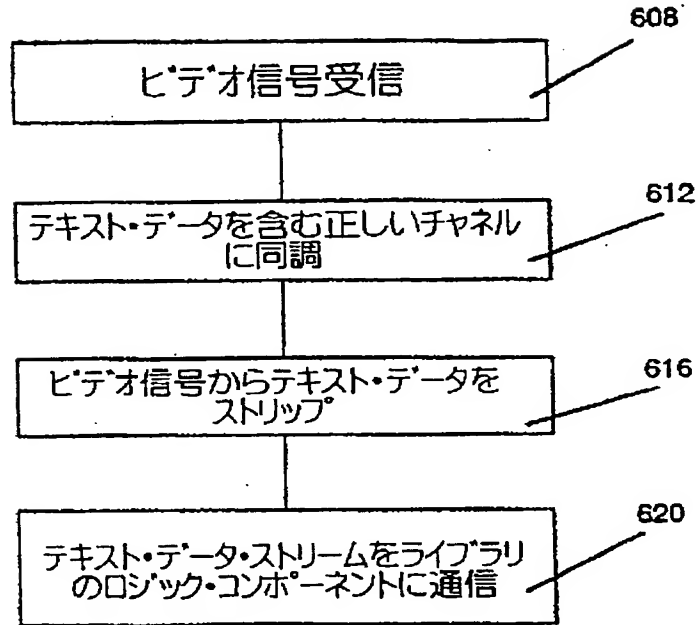 608
ビデオ信号受信
612
テキスト・データを含む正しいチャネル
に同調
616
ビデオ信号からテキスト・データを
ストリップ
620
テキスト・データ・ストリームをライブラリ
のロジック・コンポーネントに通信